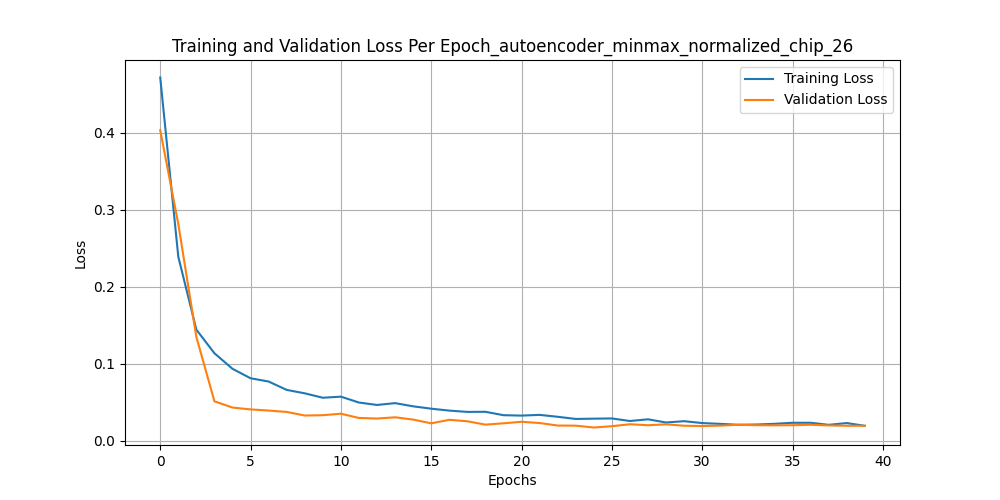 Training and Validation Loss Per Epoch_autoencoder_minmax_normalized_chip_26
Training Loss
Validation Loss
0.4
0.3
0.2
0.1
0.0
Loss
0 5 10 15 20 25 30 35 40
Epochs